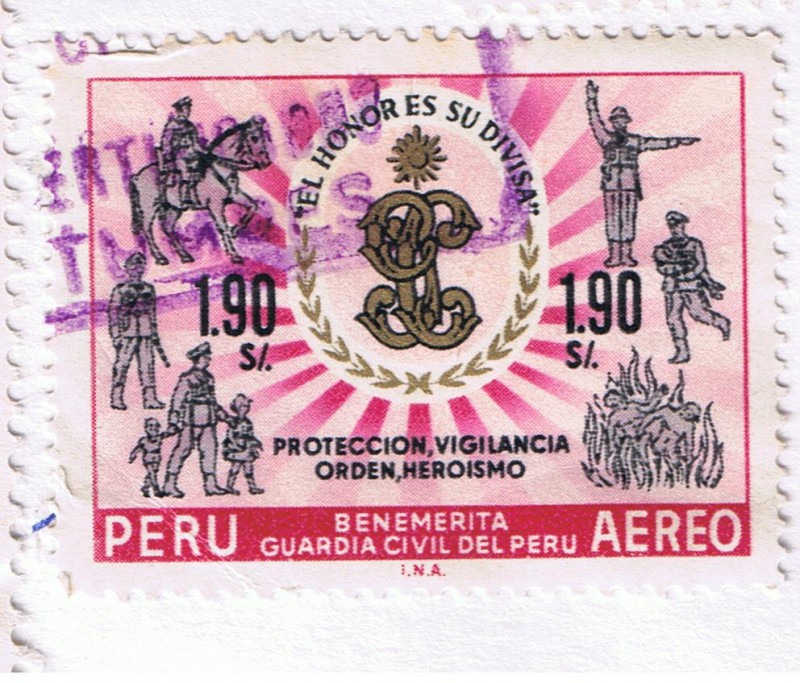 "EL HONOR ES SU DIVISA"
1.90 1.90
S/. S/.
PROTECCION, VIGILANCIA
ORDEN, HEROISMO
PERU BENEMERITA AEREO
GUARDIA CIVIL DEL PERU
I.N.A.
TUMBES